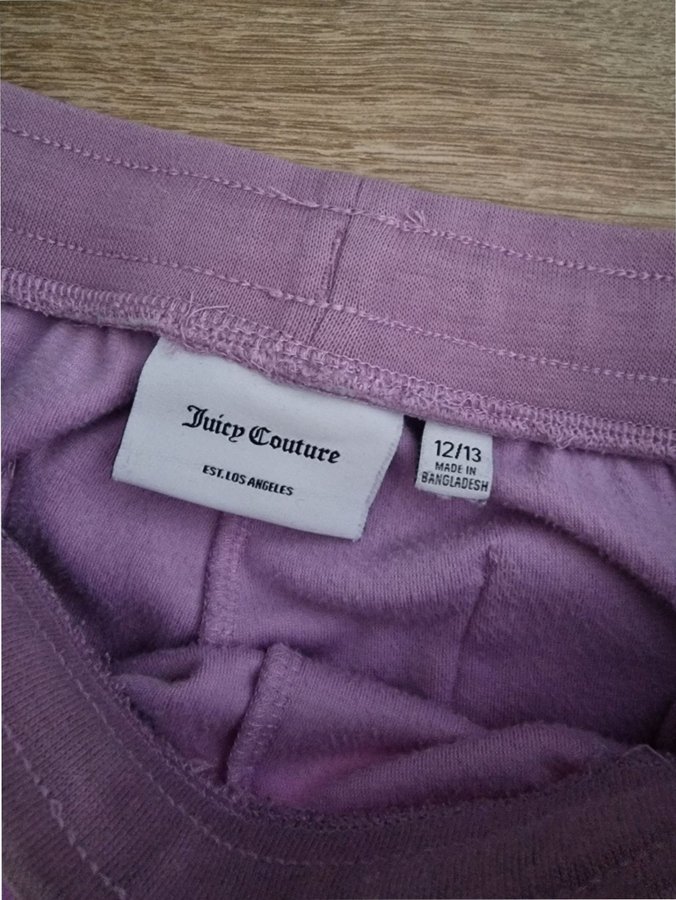 Juicy Couture
EST. LOS ANGELES
12/13
MADE IN
BANGLADESH